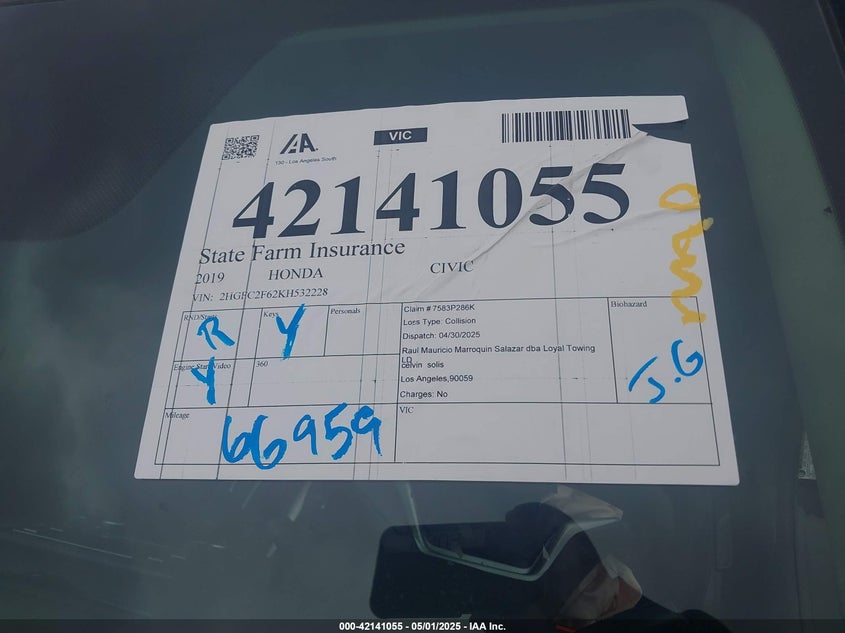 IAA
VIC
130 - Los Angeles South
42141055
State Farm Insurance
2019 HONDA CIVIC
VIN: 2HGFC2F62KH532228
RND/Starts
R
Keys
Y
Personals
Claim # 7583P286K
Loss Type: Collision
Dispatch: 04/30/2025
Raul Mauricio Marroquin Salazar dba Loyal Towing
LD
celvin solis
Los Angeles,90059
Charges: No
Biohazard
J.G
Engine Start Video
Y
360
Mileage
66959
VIC
000-42141055 - 05/01/2025 - IAA Inc.